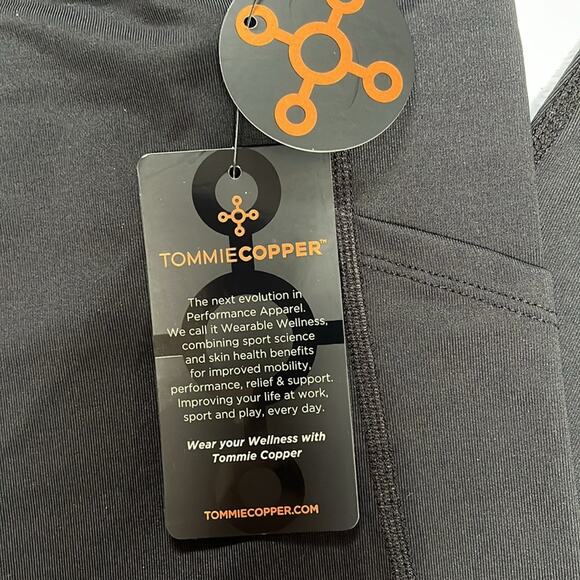 TOMMIECOPPER™
The next evolution in
Performance Apparel.
We call it Wearable Wellness,
combining sport science
and skin health benefits
for improved mobility,
performance, relief & support.
Improving your life at work,
sport and play, every day.
Wear your Wellness with
Tommie Copper
TOMMIECOPPER.COM